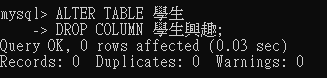 mysql> ALTER TABLE 學生
    -> DROP COLUMN 學生興趣;
Query OK, 0 rows affected (0.03 sec)
Records: 0  Duplicates: 0  Warnings: 0